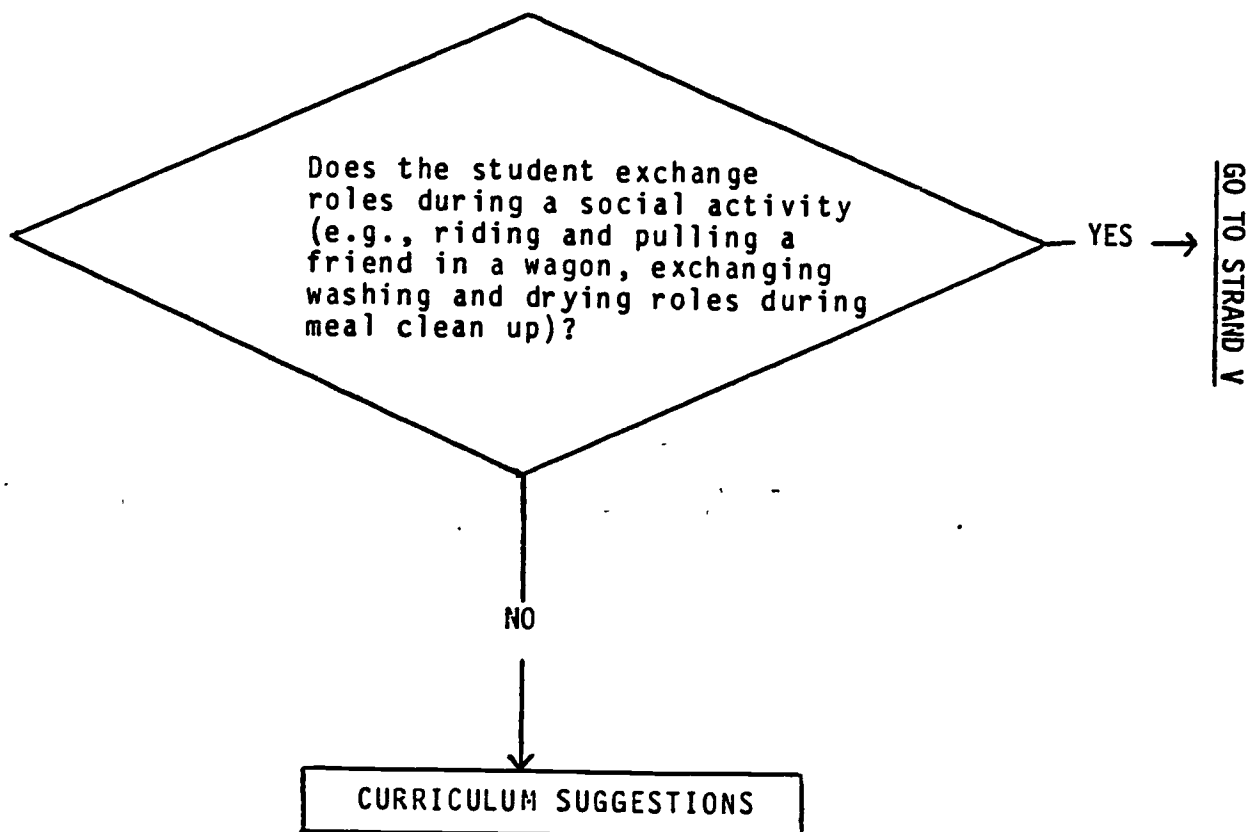 Does the student exchange
roles during a social activity
(e.g., riding and pulling a
friend in a wagon, exchanging
washing and drying roles during
meal clean up)?
YES
GO TO STRAND V
NO
CURRICULUM SUGGESTIONS